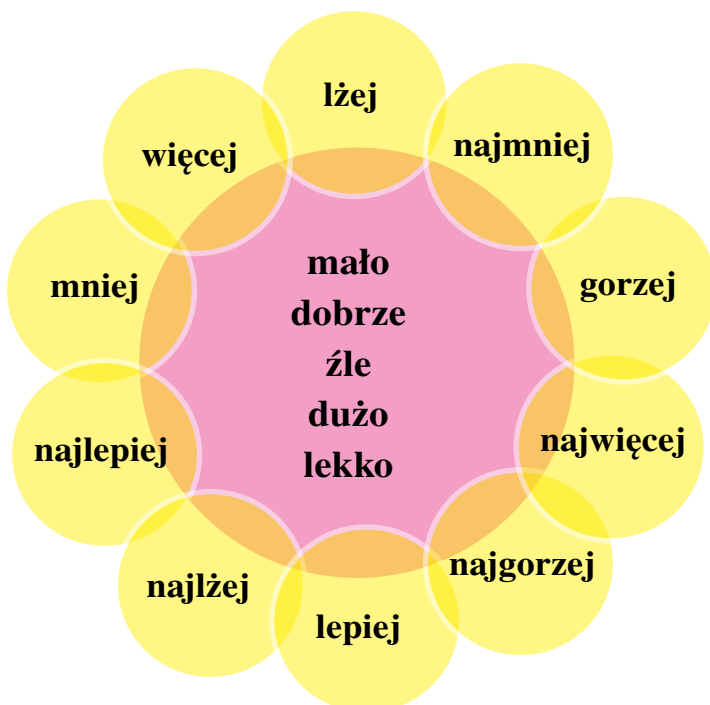 lżej
najmniej
więcej
mało
gorzej
mniej
dobrze
źle
dużo
najwięcej
najlepiej
lekko
najgorzej
najlżej
lepiej